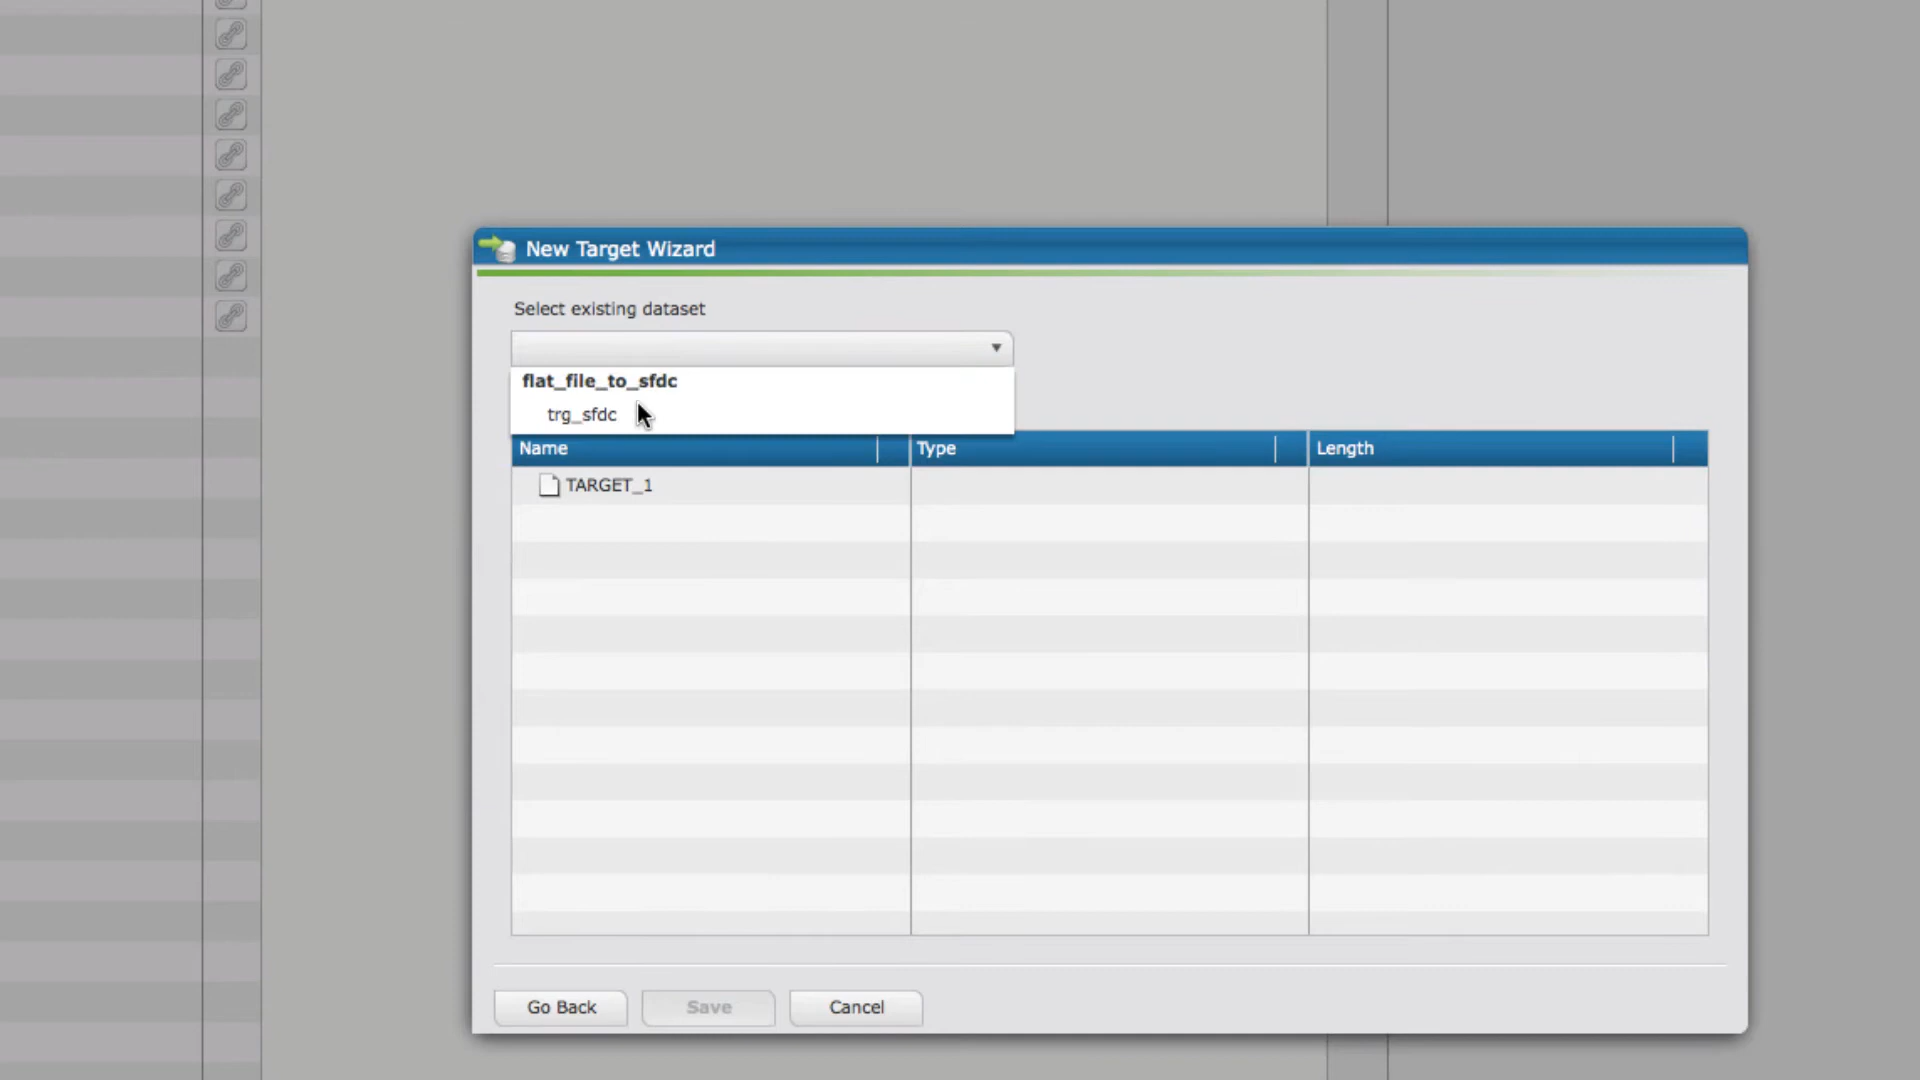 New Target Wizard
Select existing dataset
flat_file_to_sfdc
trg_sfdc
Name Type Length
TARGET_1
Go Back Save Cancel